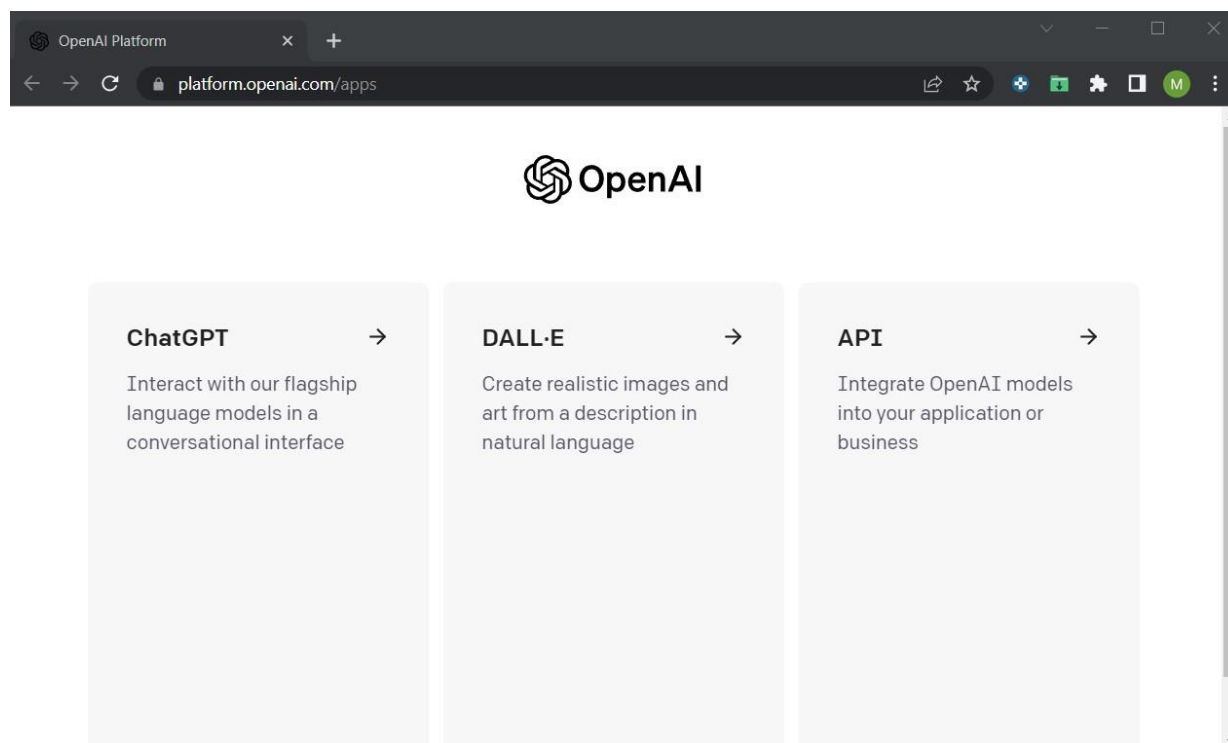 OpenAI Platform
platform.openai.com/apps
M
OpenAI
ChatGPT
Interact with our flagship
language models in a
conversational interface
DALL·E
Create realistic images and
art from a description in
natural language
API
Integrate OpenAI models
into your application or
business